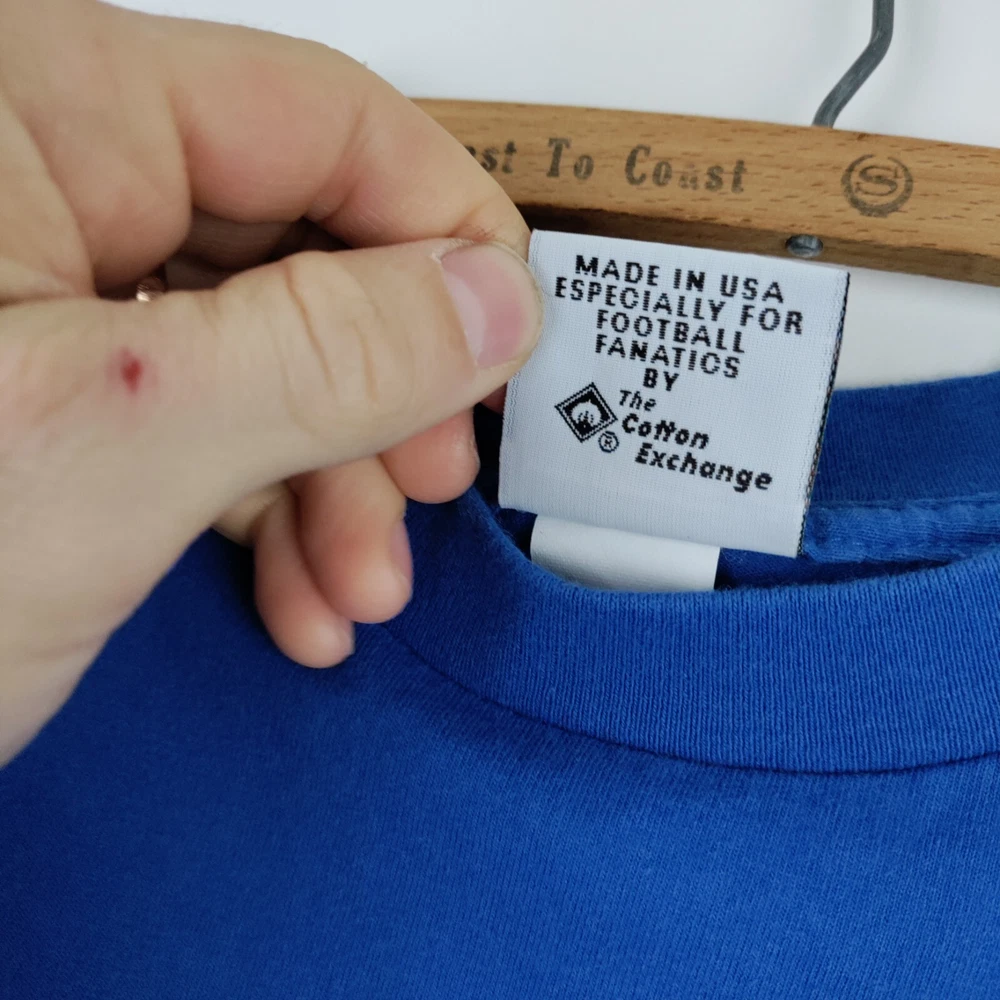 To Coast
S
MADE IN USA
ESPECIALLY FOR
FOOTBALL
FANATICS
BY
The
Cotton
®
Exchange